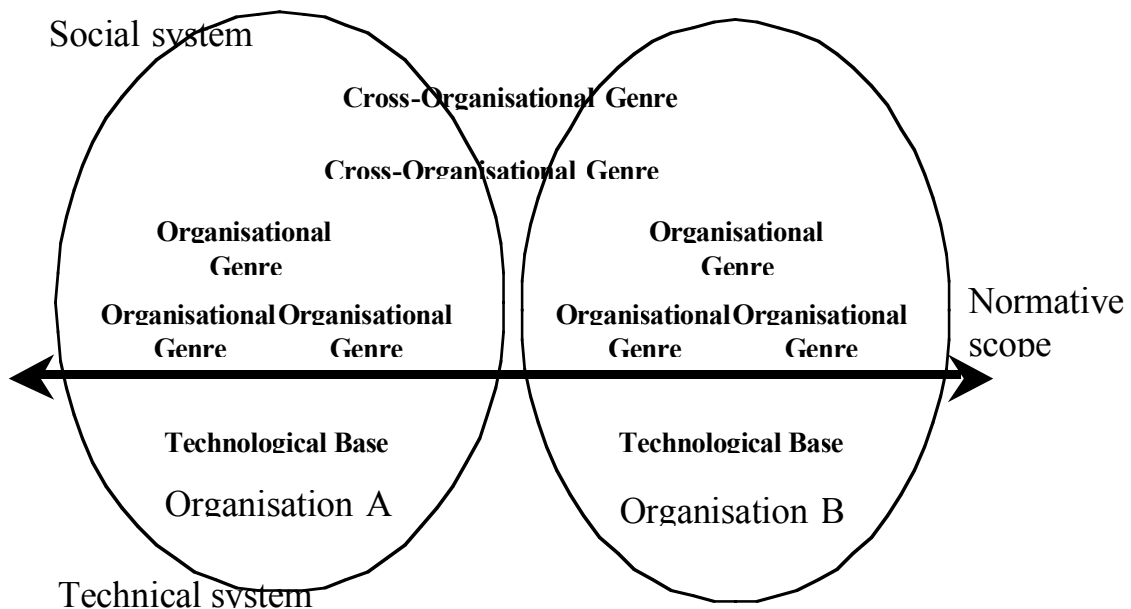 Social system
Cross-Organisational Genre
Cross-Organisational Genre
Organisational
Genre
Organisational
Genre
Organisational Organisational
Genre Genre
Organisational Organisational
Genre Genre
Normative
scope
Technological Base
Technological Base
Organisation A
Organisation B
Technical system